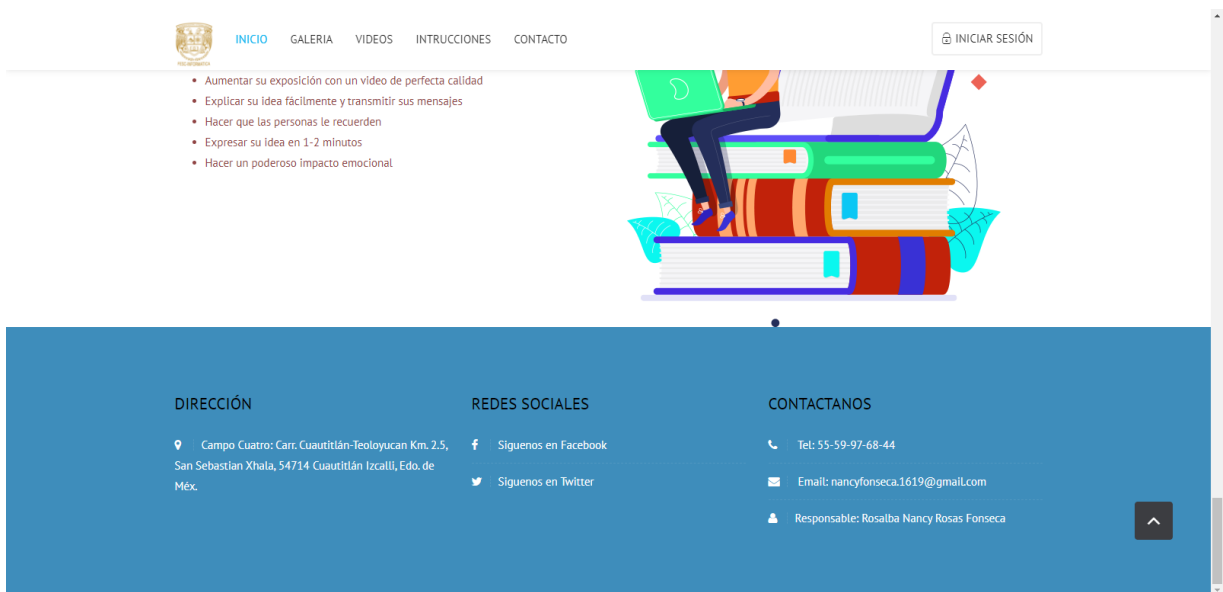 INICIO GALERIA VIDEOS INTRUCCIONES CONTACTO INICIAR SESIÓN
• Aumentar su exposición con un video de perfecta calidad
• Explicar su idea fácilmente y transmitir sus mensajes
• Hacer que las personas le recuerden
• Expresar su idea en 1-2 minutos
• Hacer un poderoso impacto emocional
DIRECCIÓN
Campo Cuatro: Carr. Cuautitlán-Teoloyucan Km. 2.5,
San Sebastian Xhala, 54714 Cuautitlán Izcalli, Edo. de
Méx.
REDES SOCIALES
Siguenos en Facebook
Siguenos en Twitter
CONTACTANOS
Tel: 55-59-97-68-44
Email: nancyfonseca.1619@gmail.com
Responsable: Rosalba Nancy Rosas Fonseca